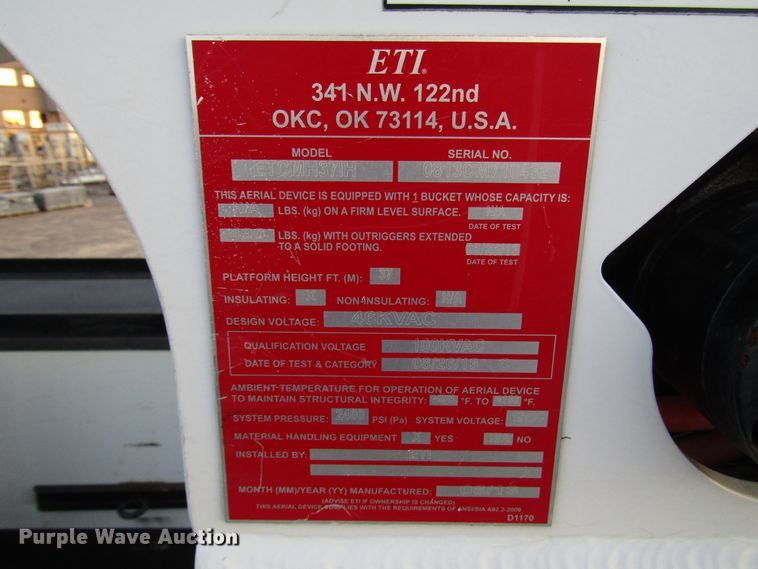 ETI®
341 N.W. 122nd
OKC, OK 73114, U.S.A.
MODEL SERIAL NO.
ETCMH37IH
THIS AERIAL DEVICE IS EQUIPPED WITH 1 BUCKET WHOSE CAPACITY IS:
N/A LBS. (kg) ON A FIRM LEVEL SURFACE. N/A
DATE OF TEST
LBS. (kg) WITH OUTRIGGERS EXTENDED
TO A SOLID FOOTING.
DATE OF TEST
PLATFORM HEIGHT FT. (M): 37
INSULATING: X NON-INSULATING: N/A
DESIGN VOLTAGE: 46KVAC
QUALIFICATION VOLTAGE 100KVAC
DATE OF TEST & CATEGORY
AMBIENT TEMPERATURE FOR OPERATION OF AERIAL DEVICE
TO MAINTAIN STRUCTURAL INTEGRITY: °F. TO °F.
SYSTEM PRESSURE: PSI (Pa) SYSTEM VOLTAGE:
MATERIAL HANDLING EQUIPMENT X YES N/A NO
INSTALLED BY: ETI
MONTH (MM)/YEAR (YY) MANUFACTURED:
(ADVISE ETI IF OWNERSHIP IS CHANGED)
THIS AERIAL DEVICE COMPLIES WITH THE REQUIREMENTS OF ANSI/SIA A92.2-2009
D1170
Purple Wave Auction